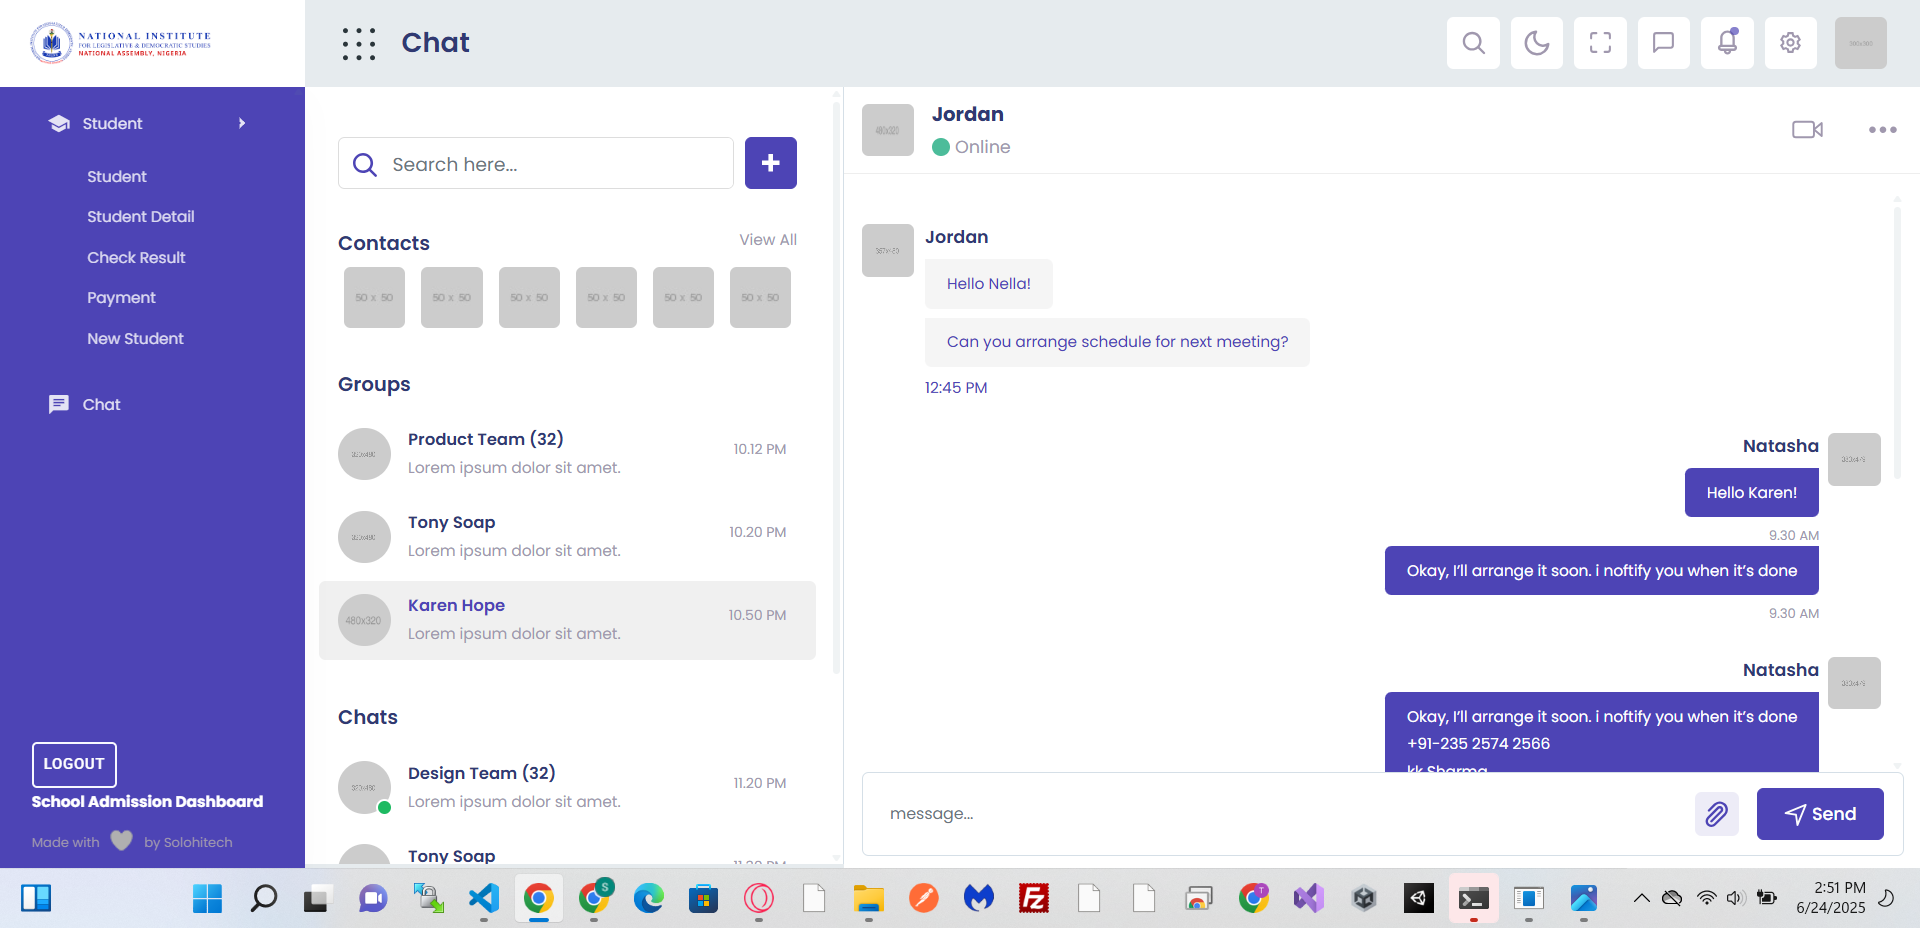 NATIONAL INSTITUTE
FOR LEGISLATIVE & DEMOCRATIC STUDIES
NATIONAL ASSEMBLY, NIGERIA
Chat
Student
Student
Student Detail
Check Result
Payment
New Student
Chat
LOGOUT
School Admission Dashboard
Made with
by Solohitech
Search here...
+
Contacts
View All
50 x 50
50 x 50
50 x 50
50 x 50
50 x 50
50 x 50
Groups
Product Team (32)
10.12 PM
Lorem ipsum dolor sit amet.
Tony Soap
10.20 PM
Lorem ipsum dolor sit amet.
480x320
Karen Hope
10.50 PM
Lorem ipsum dolor sit amet.
Chats
Design Team (32)
11.20 PM
Lorem ipsum dolor sit amet.
Tony Soap
Jordan
Online
Jordan
Hello Nella!
Can you arrange schedule for next meeting?
12:45 PM
Natasha
Hello Karen!
9.30 AM
Okay, I'll arrange it soon. i noftify you when it's done
9.30 AM
Natasha
Okay, I'll arrange it soon. i noftify you when it's done
+91-235 2574 2566
kk Sharma
message...
Send
S
Fz
T
2:51 PM
6/24/2025